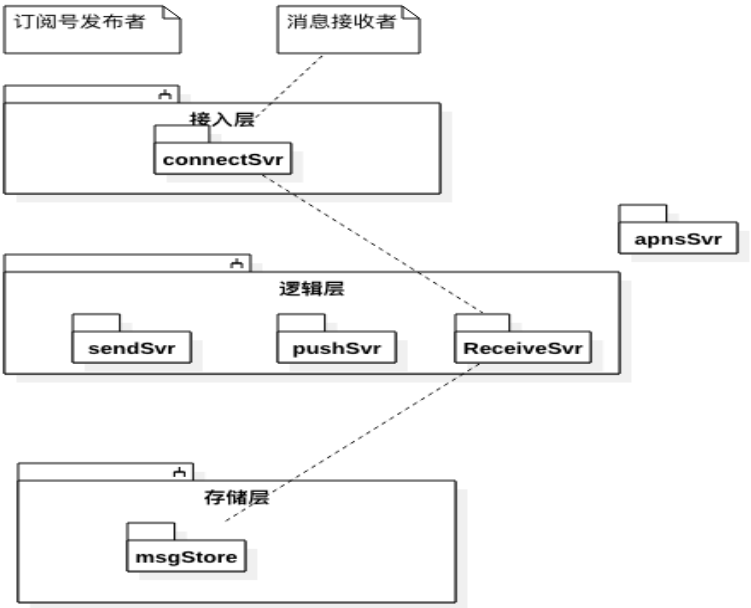 订阅号发布者
消息接收者
接入层
connectSvr
apnsSvr
逻辑层
sendSvr
pushSvr
ReceiveSvr
存储层
msgStore